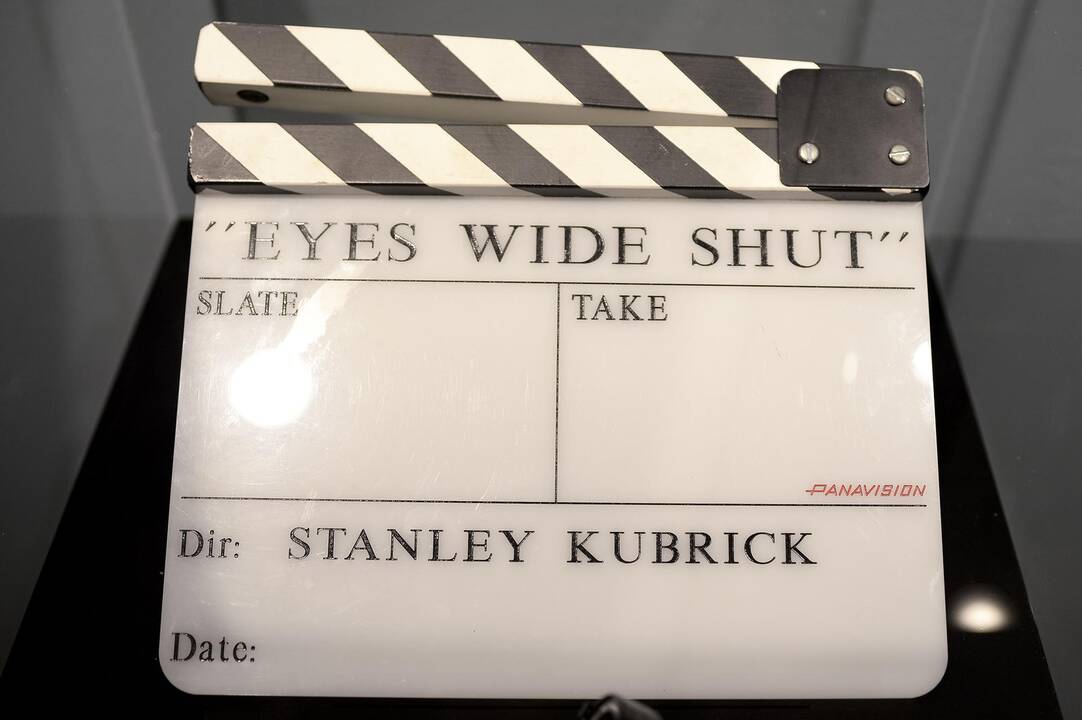 "EYES WIDE SHUT"
SLATE
TAKE
PANAVISION
Dir: STANLEY KUBRICK
Date: